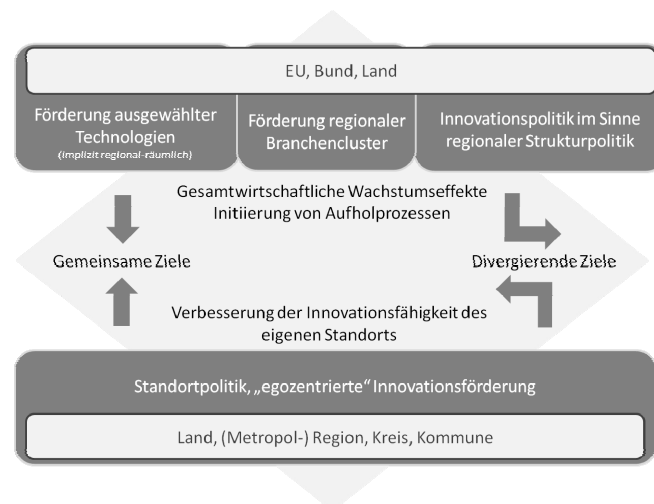 EU, Bund, Land
Förderung ausgewählter
Technologien
(implizit regional-räumlich)
Förderung regionaler
Branchencluster
Innovationspolitik im Sinne
regionaler Strukturpolitik
Gesamtwirtschaftliche Wachstumseffekte
Initiierung von Aufholprozessen
Gemeinsame Ziele
Divergierende Ziele
Verbesserung der Innovationsfähigkeit des
eigenen Standorts
Standortpolitik, „egozentrierte“ Innovationsförderung
Land, (Metropol-) Region, Kreis, Kommune